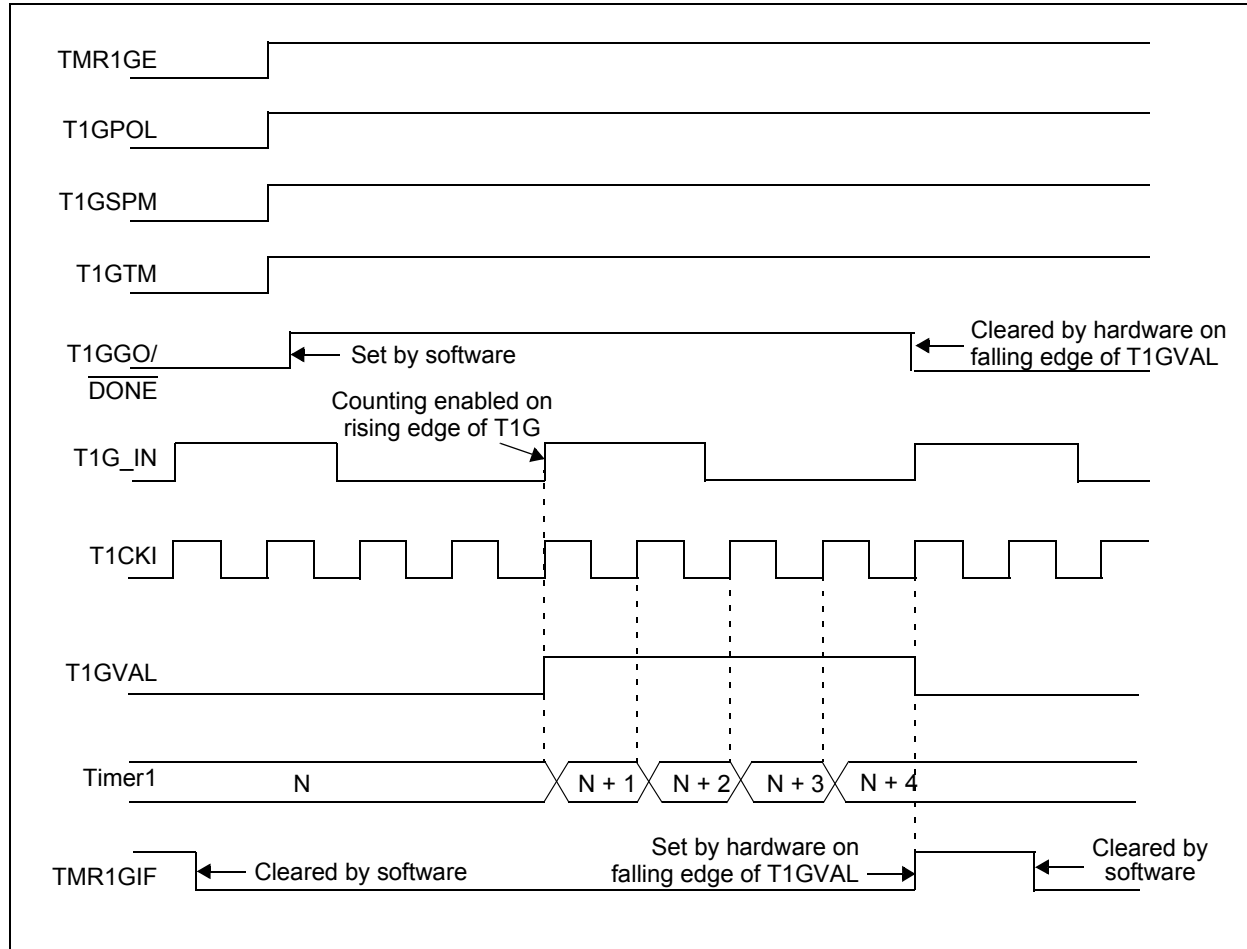 TMR1GE
T1GPOL
T1GSPM
T1GTM
T1GGO/
DONE
Set by software
Cleared by hardware on
falling edge of T1GVAL
Counting enabled on
rising edge of T1G
T1G_IN
T1CKI
T1GVAL
Timer1
N
N + 1
N + 2
N + 3
N + 4
TMR1GIF
Cleared by software
Set by hardware on
falling edge of T1GVAL
Cleared by
software